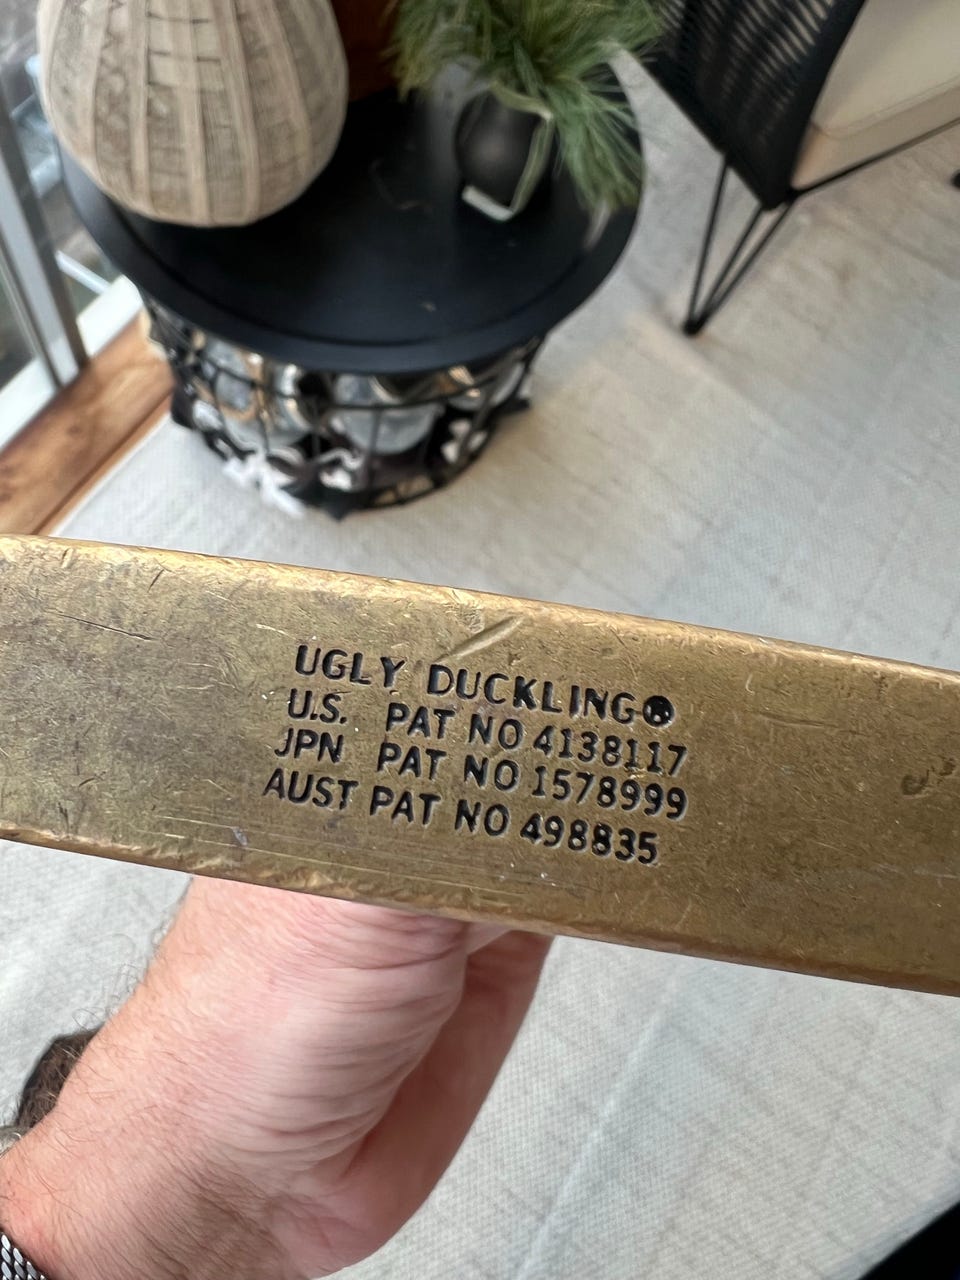 UGLY DUCKLING®
U.S. PAT NO 4138117
JPN PAT NO 1578999
AUST PAT NO 498835